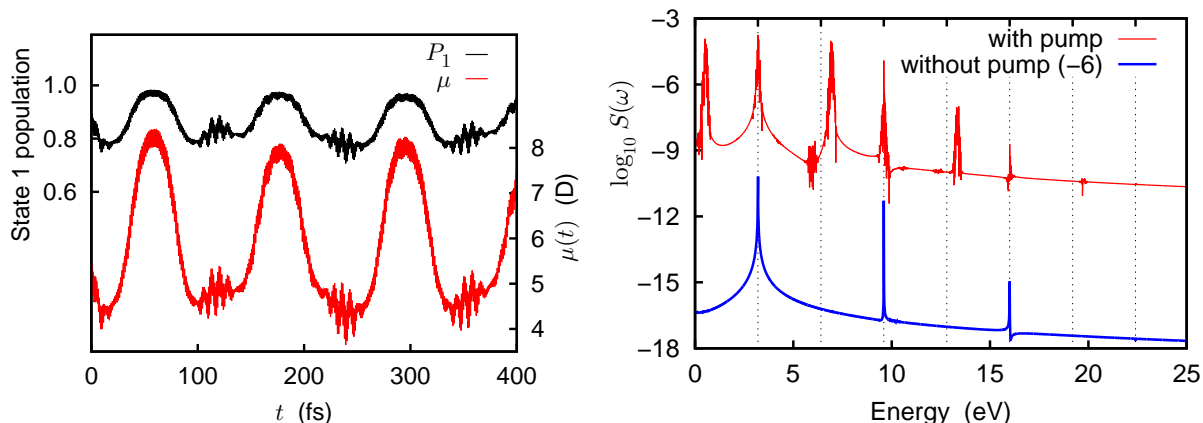 State 1 population
1.0
0.8
0.6
P1
μ
8
7
6
5
4
μ(t) (D)
0
100
200
300
400
t (fs)
log10 S(ω)
−3
−6
−9
−12
−15
−18
with pump
without pump (−6)
0
5
10
15
20
25
Energy (eV)